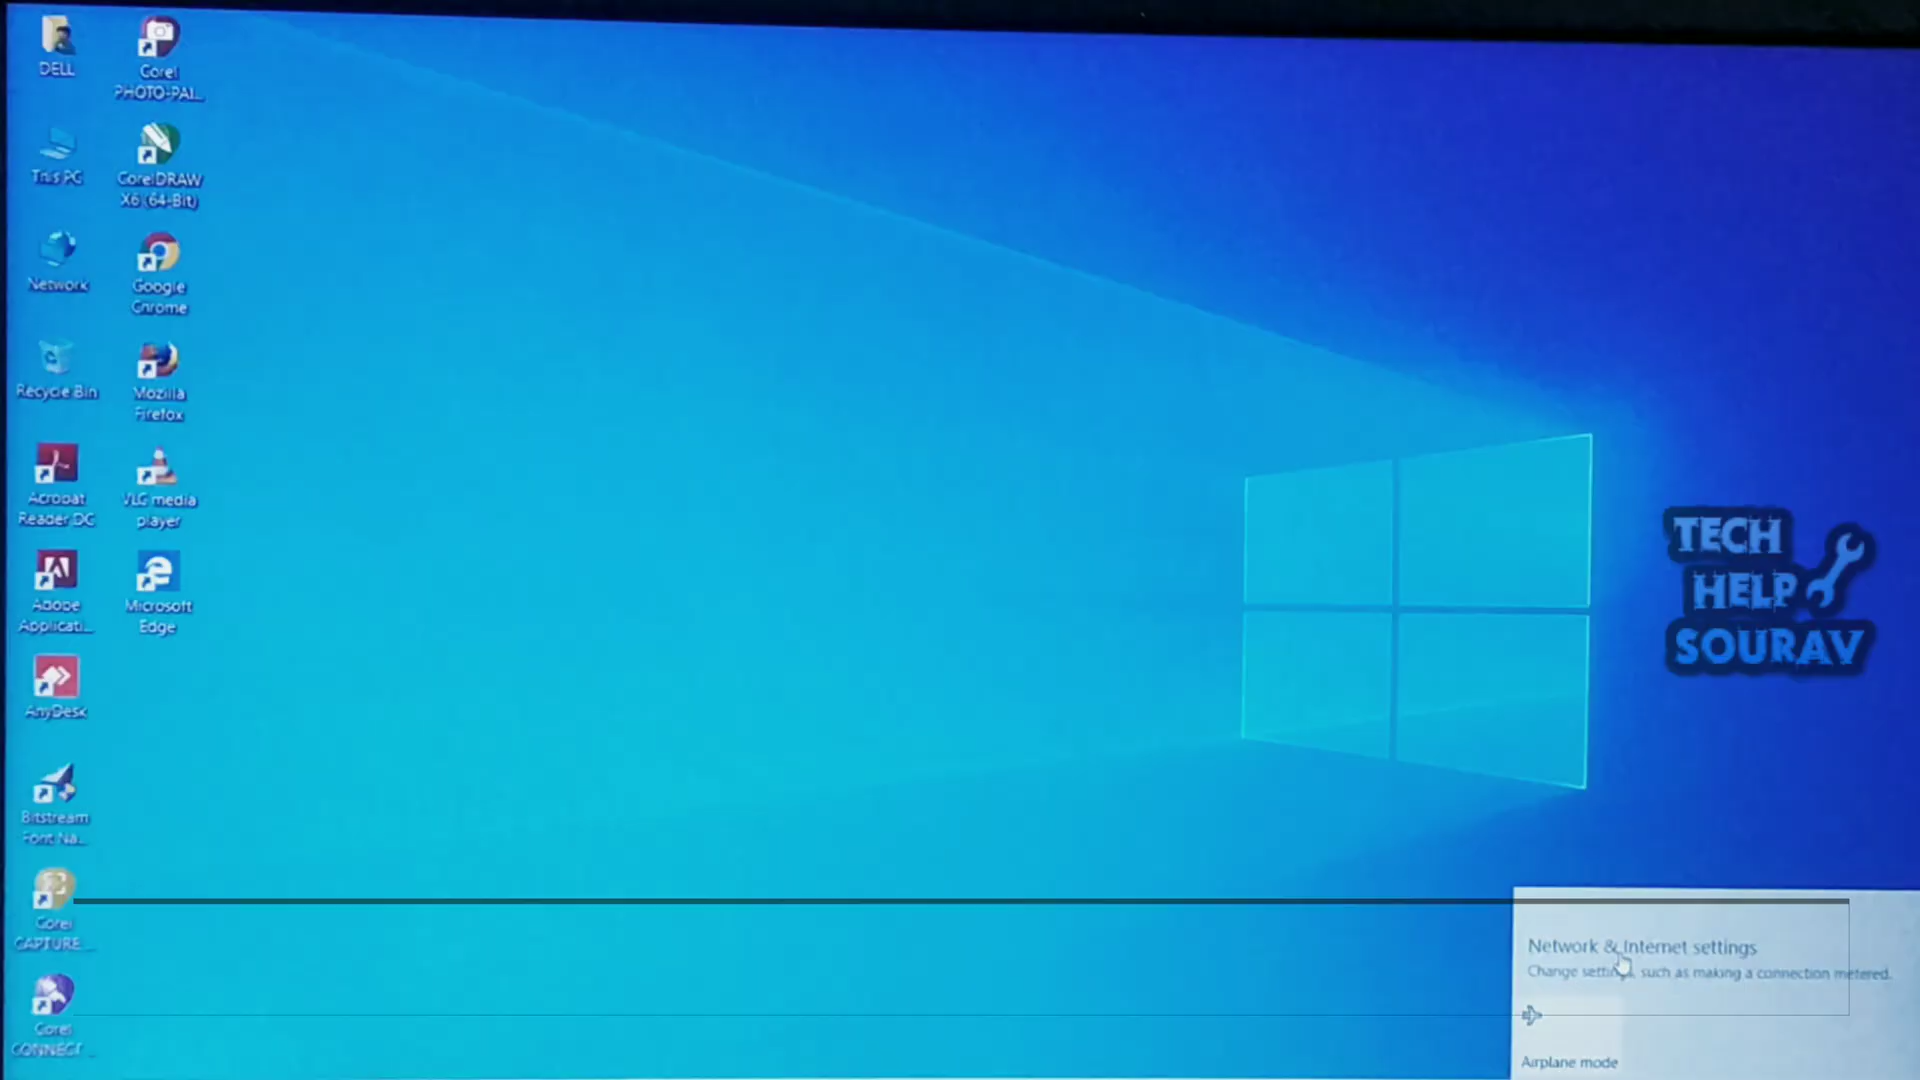 DELL
Corel
PHOTO-PAI...
This PC
CorelDRAW
X6 (64-Bit)
Network
Google
Chrome
Recycle Bin
Mozilla
Firefox
Acrobat
Reader DC
VLC media
player
Adobe
Applicati...
Microsoft
Edge
AnyDesk
Bitstream
Font Na...
Corel
CAPTURE ...
Corel
CONNECT ...
TECH
HELP
SOURAV
Network & Internet settings
Change settings, such as making a connection metered.
Airplane mode